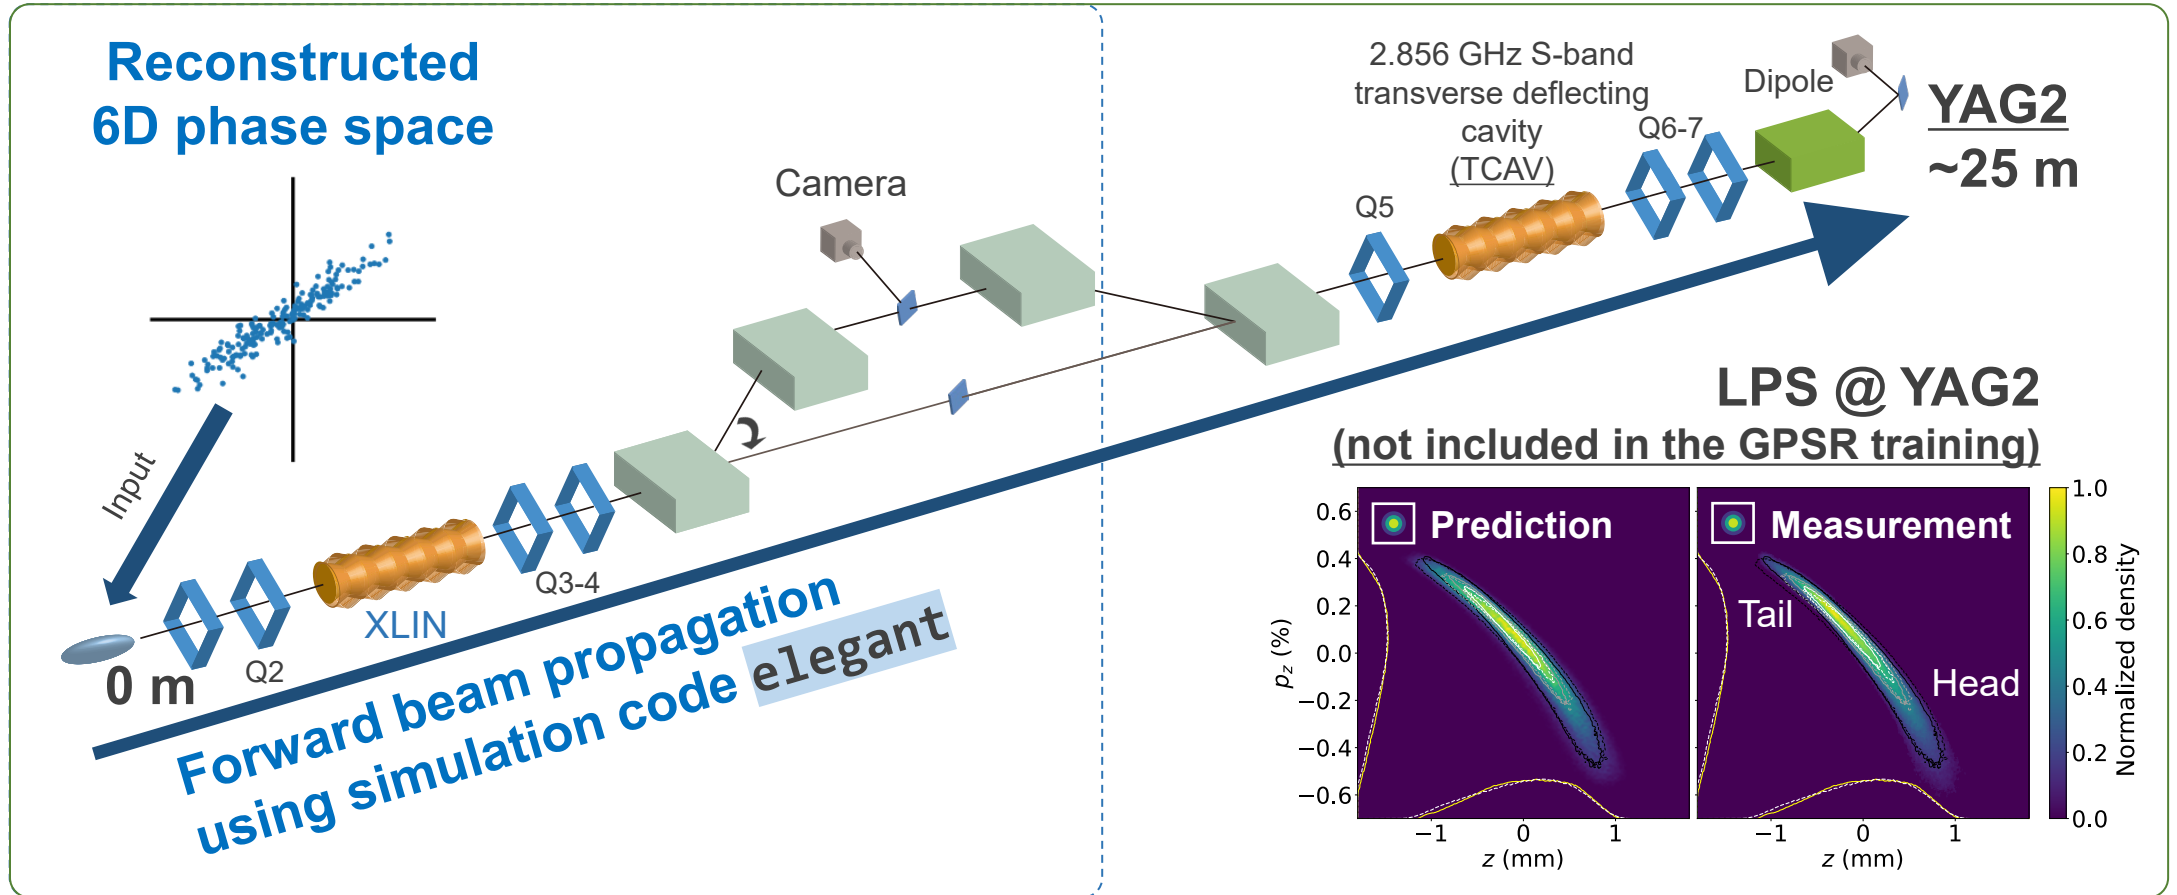 Reconstructed
6D phase space
Input
0 m
Q2
XLIN
Q3-4
Camera
Forward beam propagation
using simulation code elegant
2.856 GHz S-band
transverse deflecting
cavity
(TCAV)
Q5
Q6-7
Dipole
YAG2
~25 m
LPS @ YAG2
(not included in the GPSR training)
Prediction
Measurement
Tail
Head
p_z (%)
0.6
0.4
0.2
0.0
−0.2
−0.4
−0.6
−1 0 1
z (mm)
−1 0 1
z (mm)
1.0
0.8
0.6
0.4
0.2
0.0
Normalized density